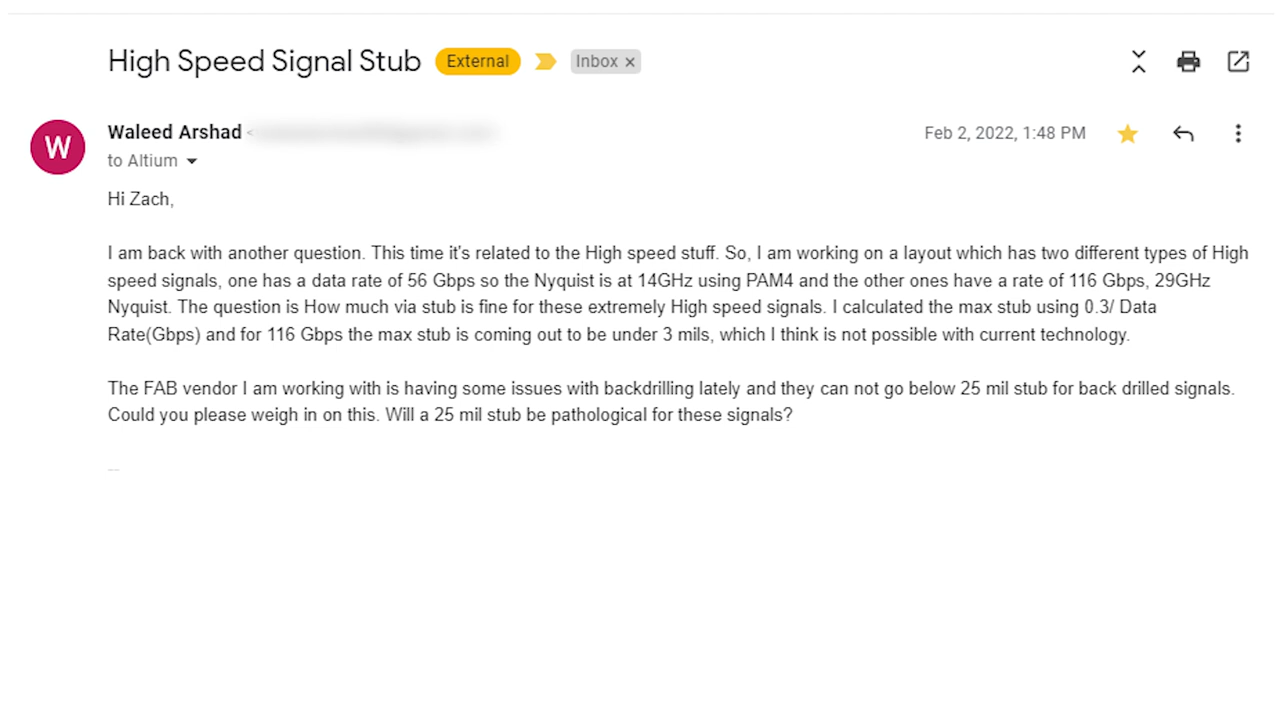 High Speed Signal Stub External Inbox ×
W
Waleed Arshad <
Feb 2, 2022, 1:48 PM
to Altium
Hi Zach,
I am back with another question. This time it's related to the High speed stuff. So, I am working on a layout which has two different types of High
speed signals, one has a data rate of 56 Gbps so the Nyquist is at 14GHz using PAM4 and the other ones have a rate of 116 Gbps, 29GHz
Nyquist. The question is How much via stub is fine for these extremely High speed signals. I calculated the max stub using 0.3/ Data
Rate(Gbps) and for 116 Gbps the max stub is coming out to be under 3 mils, which I think is not possible with current technology.
The FAB vendor I am working with is having some issues with backdrilling lately and they can not go below 25 mil stub for back drilled signals.
Could you please weigh in on this. Will a 25 mil stub be pathological for these signals?
--